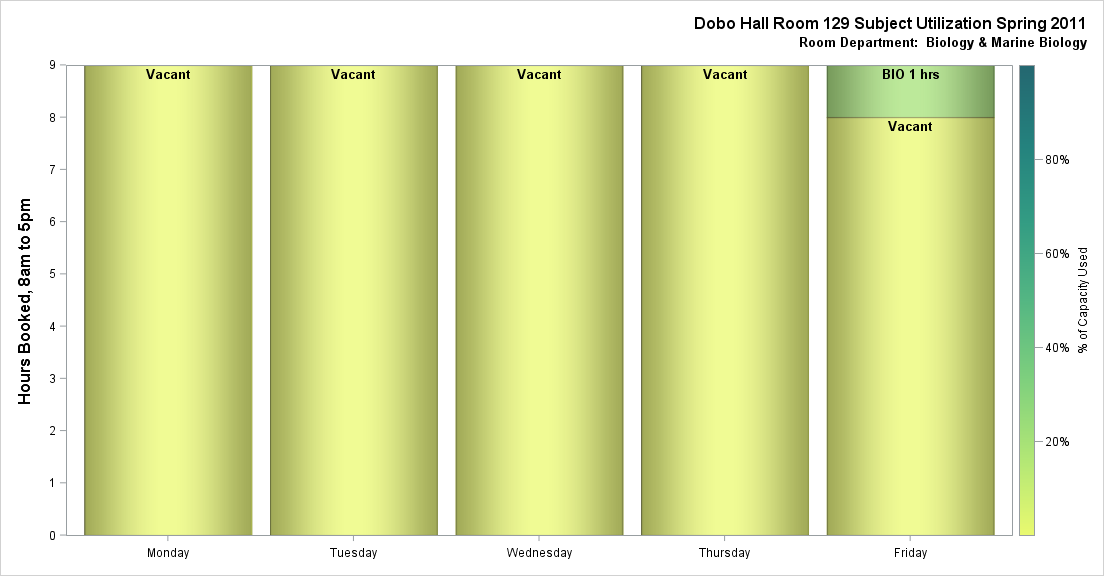 Dobo Hall Room 129 Subject Utilization Spring 2011
Room Department: Biology & Marine Biology
Hours Booked, 8am to 5pm
9
8
7
6
5
4
3
2
1
0
Vacant
Vacant
Vacant
Vacant
BIO 1 hrs
Vacant
Monday
Tuesday
Wednesday
Thursday
Friday
80%
60%
40%
20%
% of Capacity Used